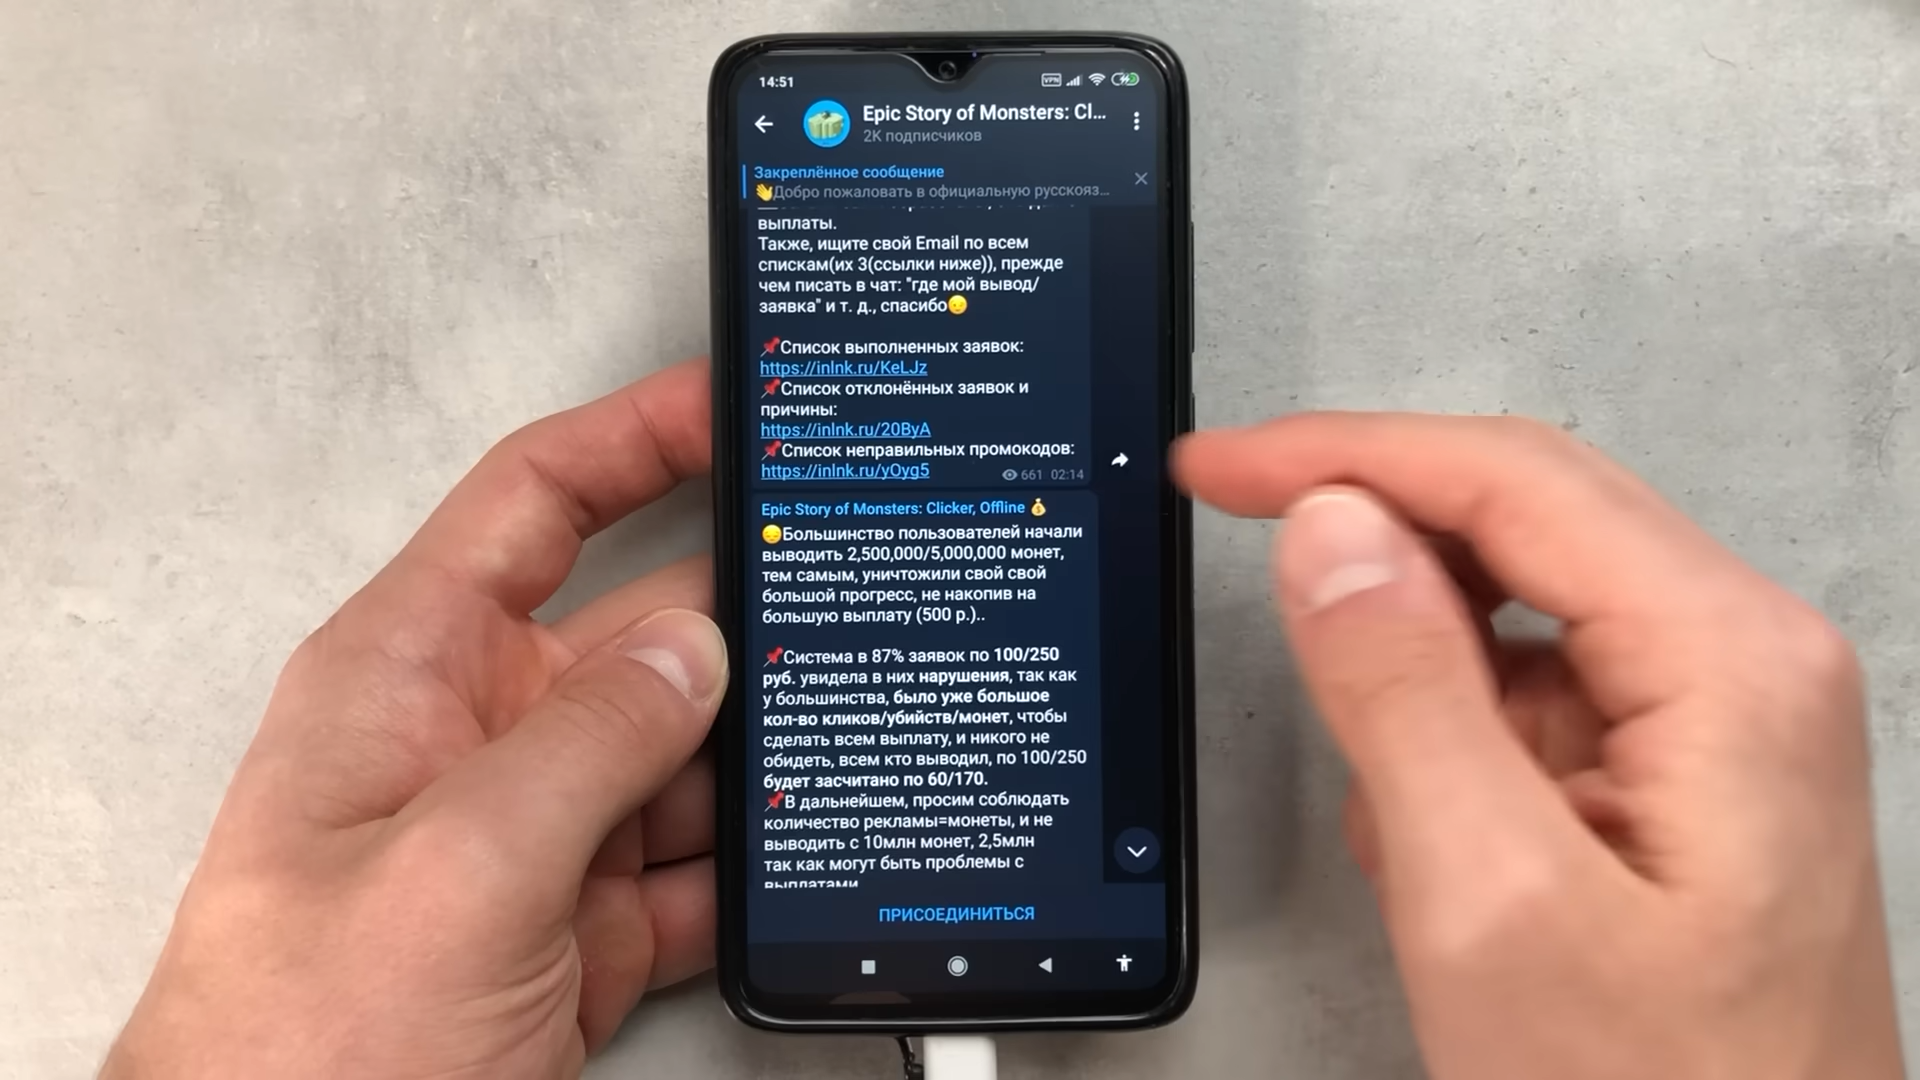 14:51
VPN
Epic Story of Monsters: Cl...
2K подписчиков
Закреплённое сообщение
👋Добро пожаловать в официальную русскояз...
выплаты.
Также, ищите свой Email по всем
спискам(их 3(ссылки ниже)), прежде
чем писать в чат: "где мой вывод/
заявка" и т. д., спасибо😉
📌Список выполненных заявок:
https://inlnk.ru/KeLJz
📌Список отклонённых заявок и
причины:
https://inlnk.ru/20ByA
📌Список неправильных промокодов:
https://inlnk.ru/yOyg5
661 02:14
Epic Story of Monsters: Clicker, Offline 💰
😔Большинство пользователей начали
выводить 2,500,000/5,000,000 монет,
тем самым, уничтожили свой свой
большой прогресс, не накопив на
большую выплату (500 р.)..
📌Система в 87% заявок по 100/250
руб. увидела в них нарушения, так как
у большинства, было уже большое
кол-во кликов/убийств/монет, чтобы
сделать всем выплату, и никого не
обидеть, всем кто выводил, по 100/250
будет засчитано по 60/170.
📌В дальнейшем, просим соблюдать
количество рекламы=монеты, и не
выводить с 10млн монет, 2,5млн
так как могут быть проблемы с
выплатами
ПРИСОЕДИНИТЬСЯ